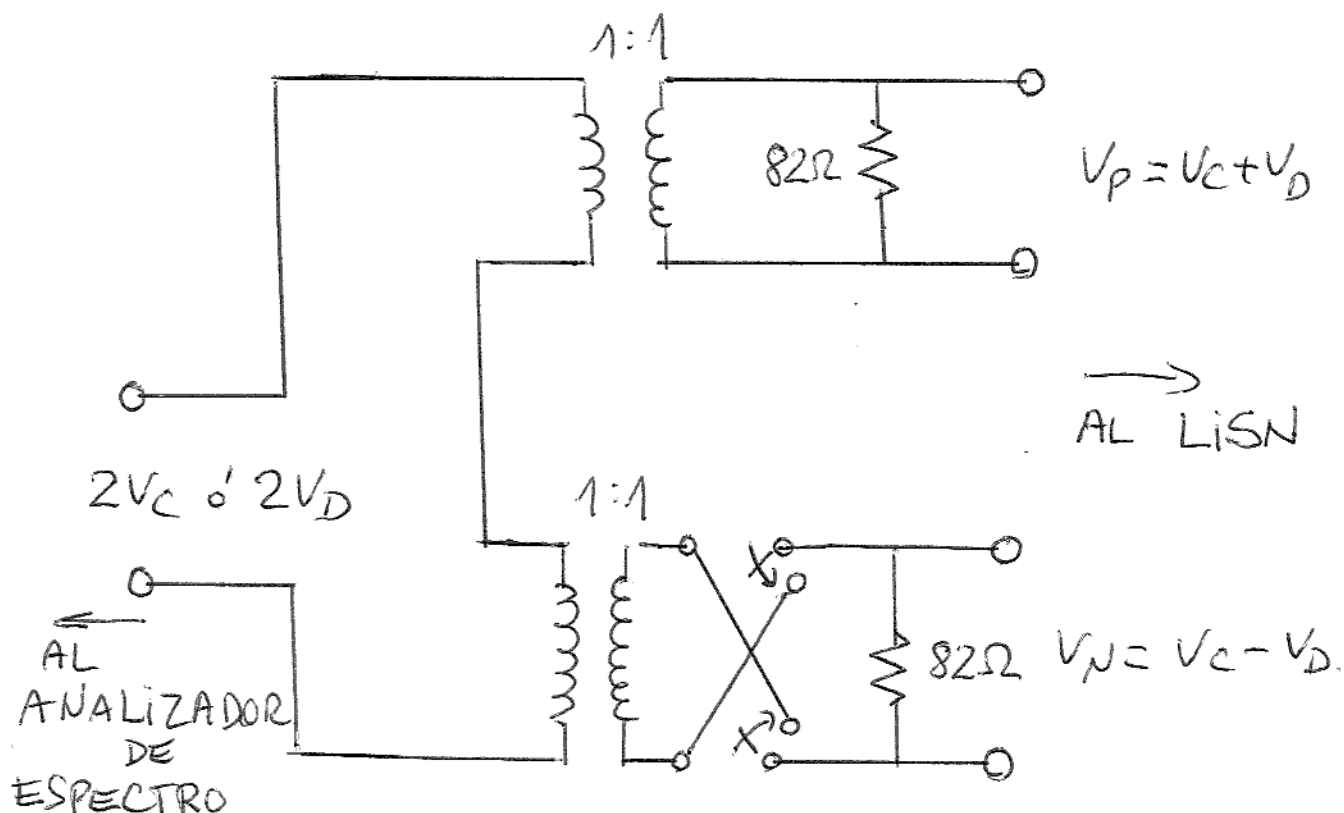 1:1
82Ω
Vp = Vc + VD
2Vc ó 2VD
AL LISN
1:1
82Ω
VN = Vc - VD.
AL
ANALIZADOR
DE
ESPECTRO